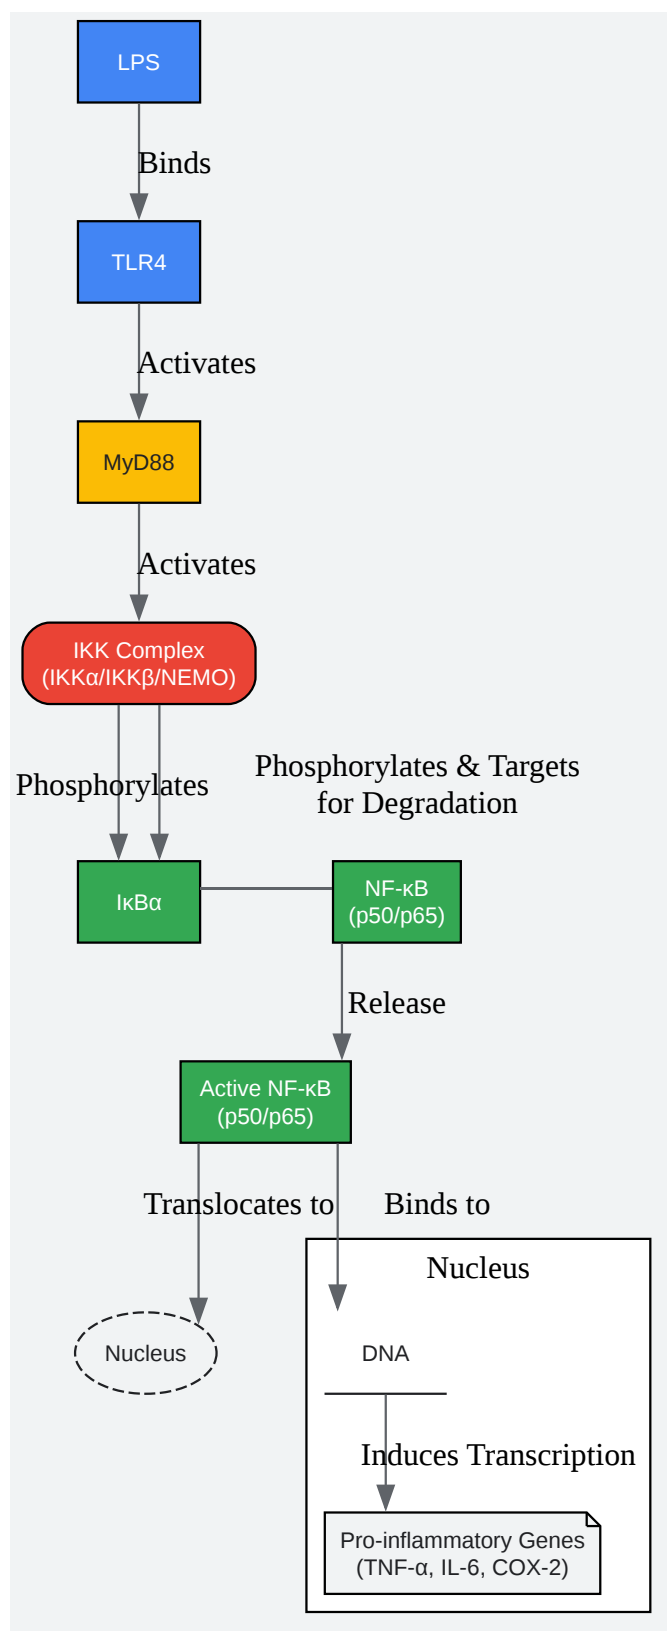 LPS
Binds
TLR4
Activates
MyD88
Activates
IKK Complex
(IKKα/IKKβ/NEMO)
Phosphorylates
Phosphorylates & Targets
for Degradation
IκBα
NF-κB
(p50/p65)
Release
Active NF-κB
(p50/p65)
Translocates to
Binds to
Nucleus
Nucleus
DNA
Induces Transcription
Pro-inflammatory Genes
(TNF-α, IL-6, COX-2)